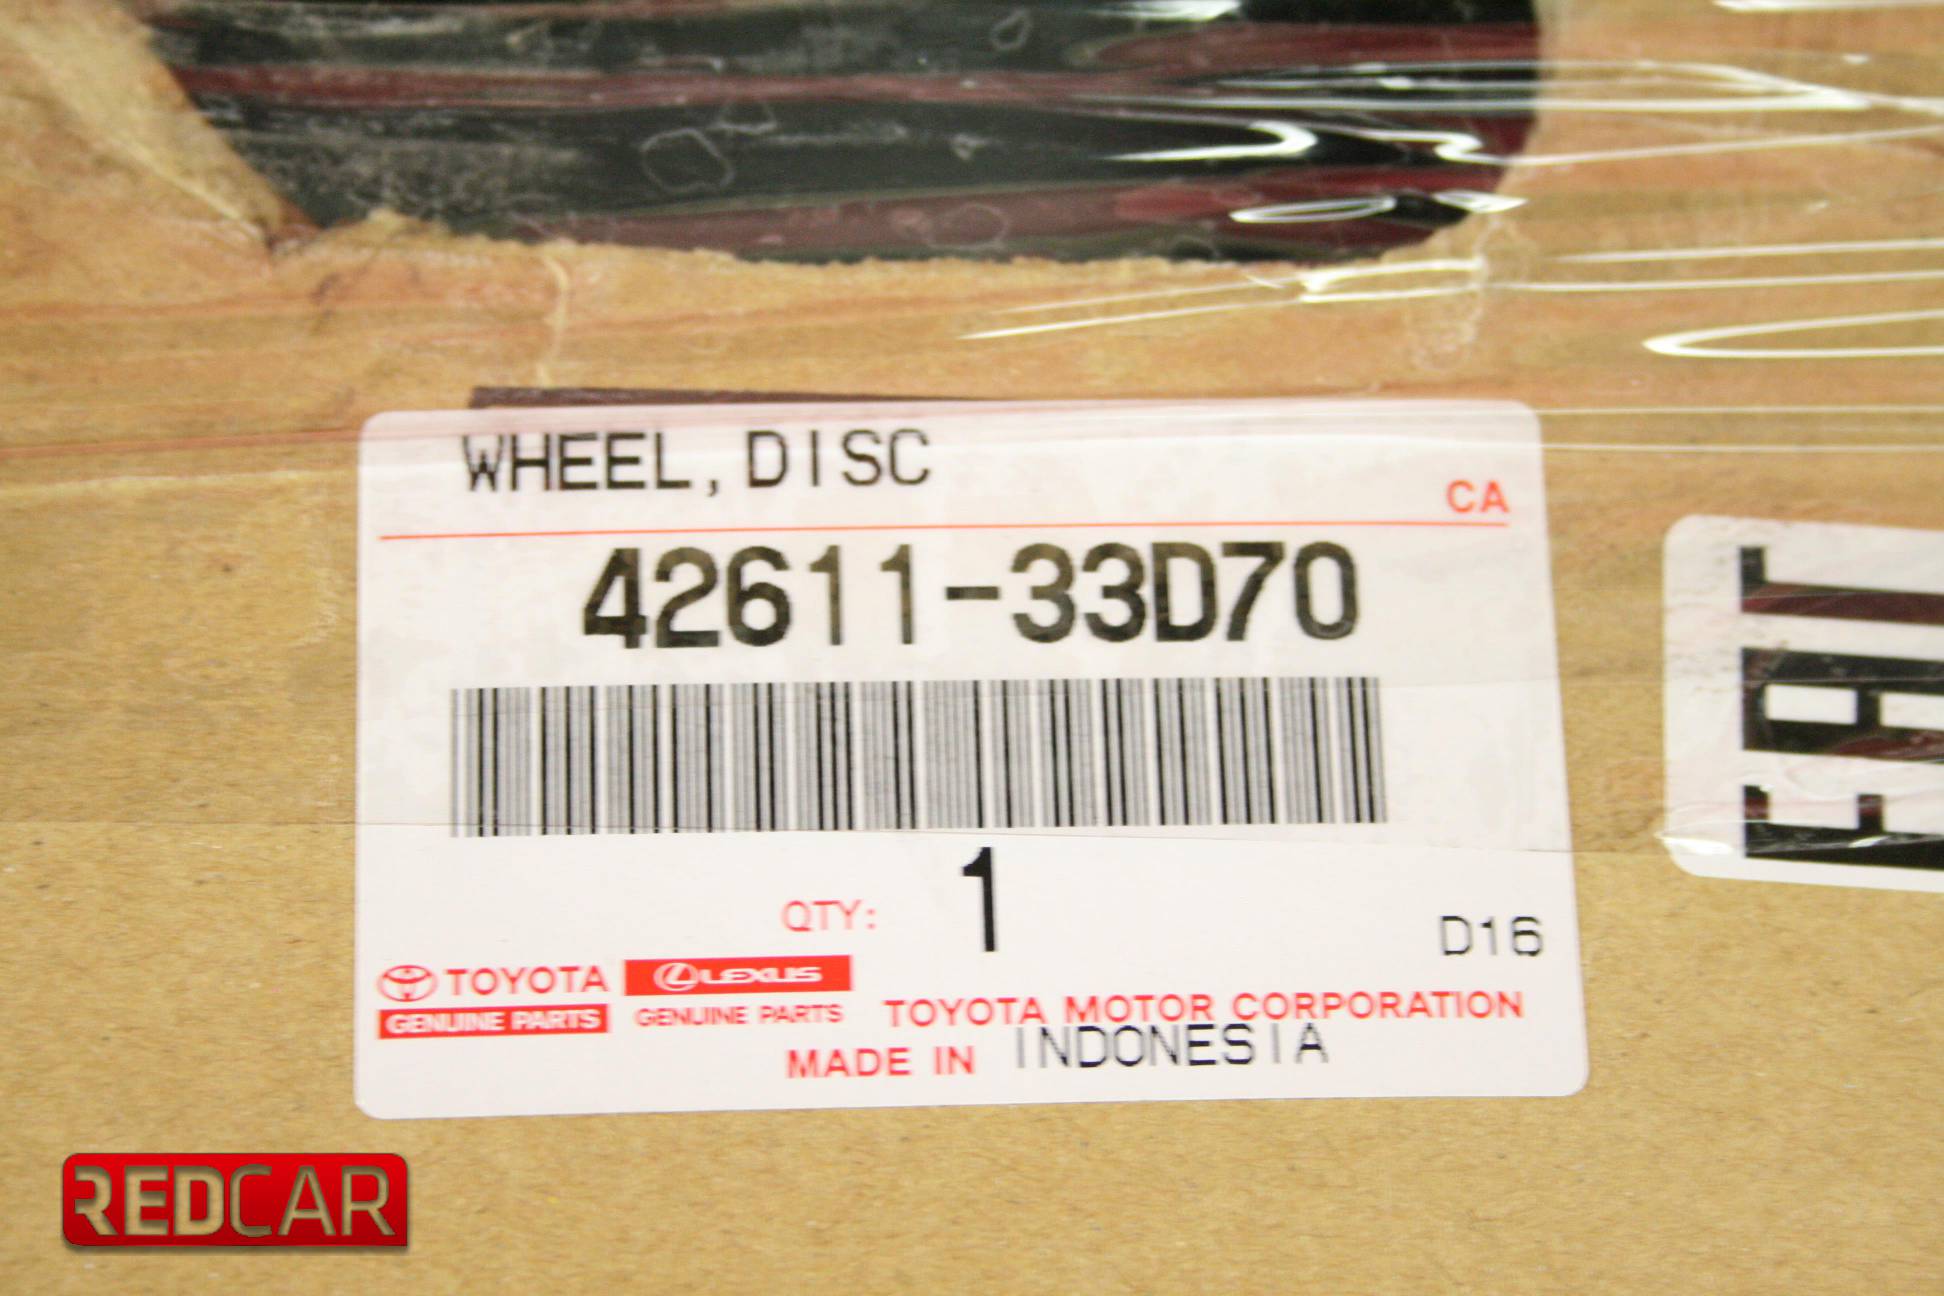 WHEEL, DISC
CA
42611-33D70
QTY: 1
D16
TOYOTA
GENUINE PARTS
LEXUS
GENUINE PARTS
TOYOTA MOTOR CORPORATION
MADE IN INDONESIA
REDCAR